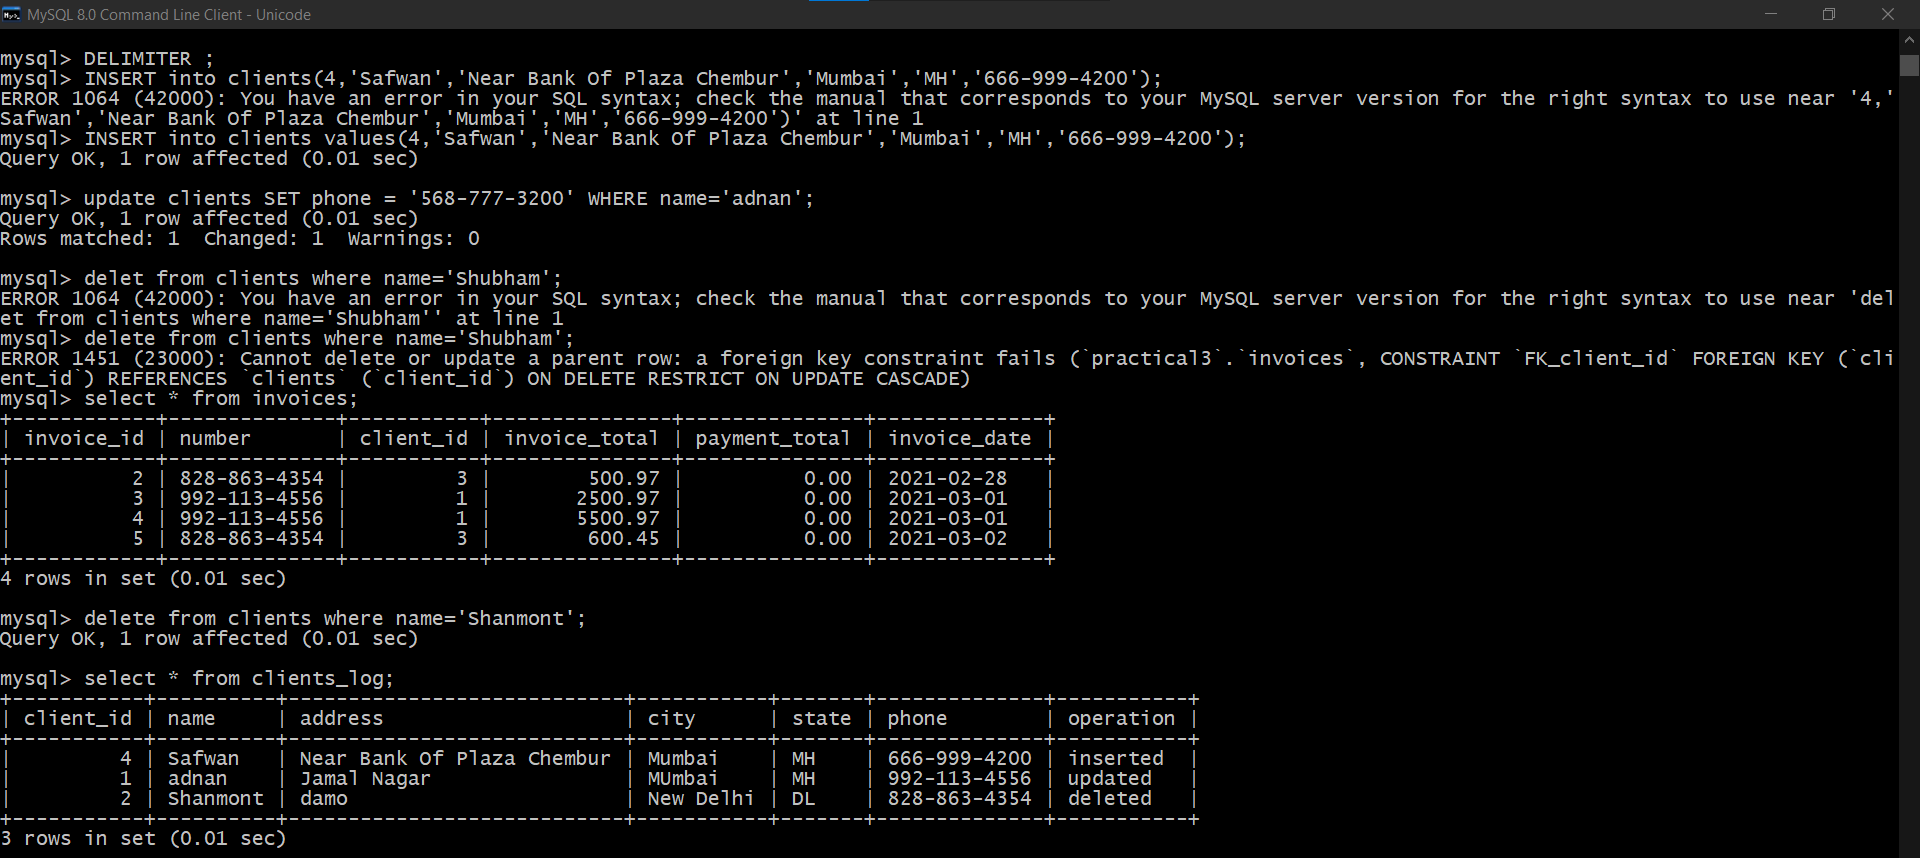 MySQL 8.0 Command Line Client - Unicode
mysql> DELIMITER ;
mysql> INSERT into clients(4,'Safwan','Near Bank Of Plaza Chembur','Mumbai','MH','666-999-4200');
ERROR 1064 (42000): You have an error in your SQL syntax; check the manual that corresponds to your MySQL server version for the right syntax to use near '4,'
Safwan','Near Bank Of Plaza Chembur','Mumbai','MH','666-999-4200')' at line 1
mysql> INSERT into clients values(4,'Safwan','Near Bank Of Plaza Chembur','Mumbai','MH','666-999-4200');
Query OK, 1 row affected (0.01 sec)
mysql> update clients SET phone = '568-777-3200' WHERE name='adnan';
Query OK, 1 row affected (0.01 sec)
Rows matched: 1  Changed: 1  Warnings: 0
mysql> delet from clients where name='Shubham';
ERROR 1064 (42000): You have an error in your SQL syntax; check the manual that corresponds to your MySQL server version for the right syntax to use near 'del
et from clients where name='Shubham'' at line 1
mysql> delete from clients where name='Shubham';
ERROR 1451 (23000): Cannot delete or update a parent row: a foreign key constraint fails (`practical3`.`invoices`, CONSTRAINT `FK_client_id` FOREIGN KEY (`cli
ent_id`) REFERENCES `clients` (`client_id`) ON DELETE RESTRICT ON UPDATE CASCADE)
mysql> select * from invoices;
+------------+--------------+-----------+---------------+---------------+--------------+
| invoice_id | number       | client_id | invoice_total | payment_total | invoice_date |
+------------+--------------+-----------+---------------+---------------+--------------+
|          2 | 828-863-4354 |         3 |        500.97 |          0.00 | 2021-02-28   |
|          3 | 992-113-4556 |         1 |       2500.97 |          0.00 | 2021-03-01   |
|          4 | 992-113-4556 |         1 |       5500.97 |          0.00 | 2021-03-01   |
|          5 | 828-863-4354 |         3 |        600.45 |          0.00 | 2021-03-02   |
+------------+--------------+-----------+---------------+---------------+--------------+
4 rows in set (0.01 sec)
mysql> delete from clients where name='Shanmont';
Query OK, 1 row affected (0.01 sec)
mysql> select * from clients_log;
+-----------+----------+----------------------------+-----------+-------+--------------+-----------+
| client_id | name     | address                    | city      | state | phone        | operation |
+-----------+----------+----------------------------+-----------+-------+--------------+-----------+
|         4 | Safwan   | Near Bank Of Plaza Chembur | Mumbai    | MH    | 666-999-4200 | inserted  |
|         1 | adnan    | Jamal Nagar                | MUmbai    | MH    | 992-113-4556 | updated   |
|         2 | Shanmont | damo                       | New Delhi | DL    | 828-863-4354 | deleted   |
+-----------+----------+----------------------------+-----------+-------+--------------+-----------+
3 rows in set (0.01 sec)